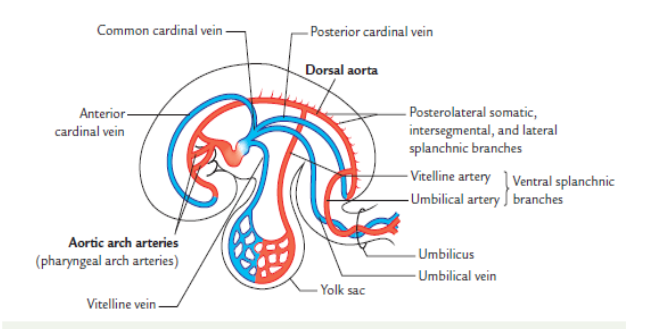 Common cardinal vein
Posterior cardinal vein
Dorsal aorta
Anterior
cardinal vein
Posterolateral somatic,
intersegmental, and lateral
splanchnic branches
Vitelline artery
Umbilical artery
Ventral splanchnic
branches
Aortic arch arteries
(pharyngeal arch arteries)
Umbilicus
Umbilical vein
Yolk sac
Vitelline vein